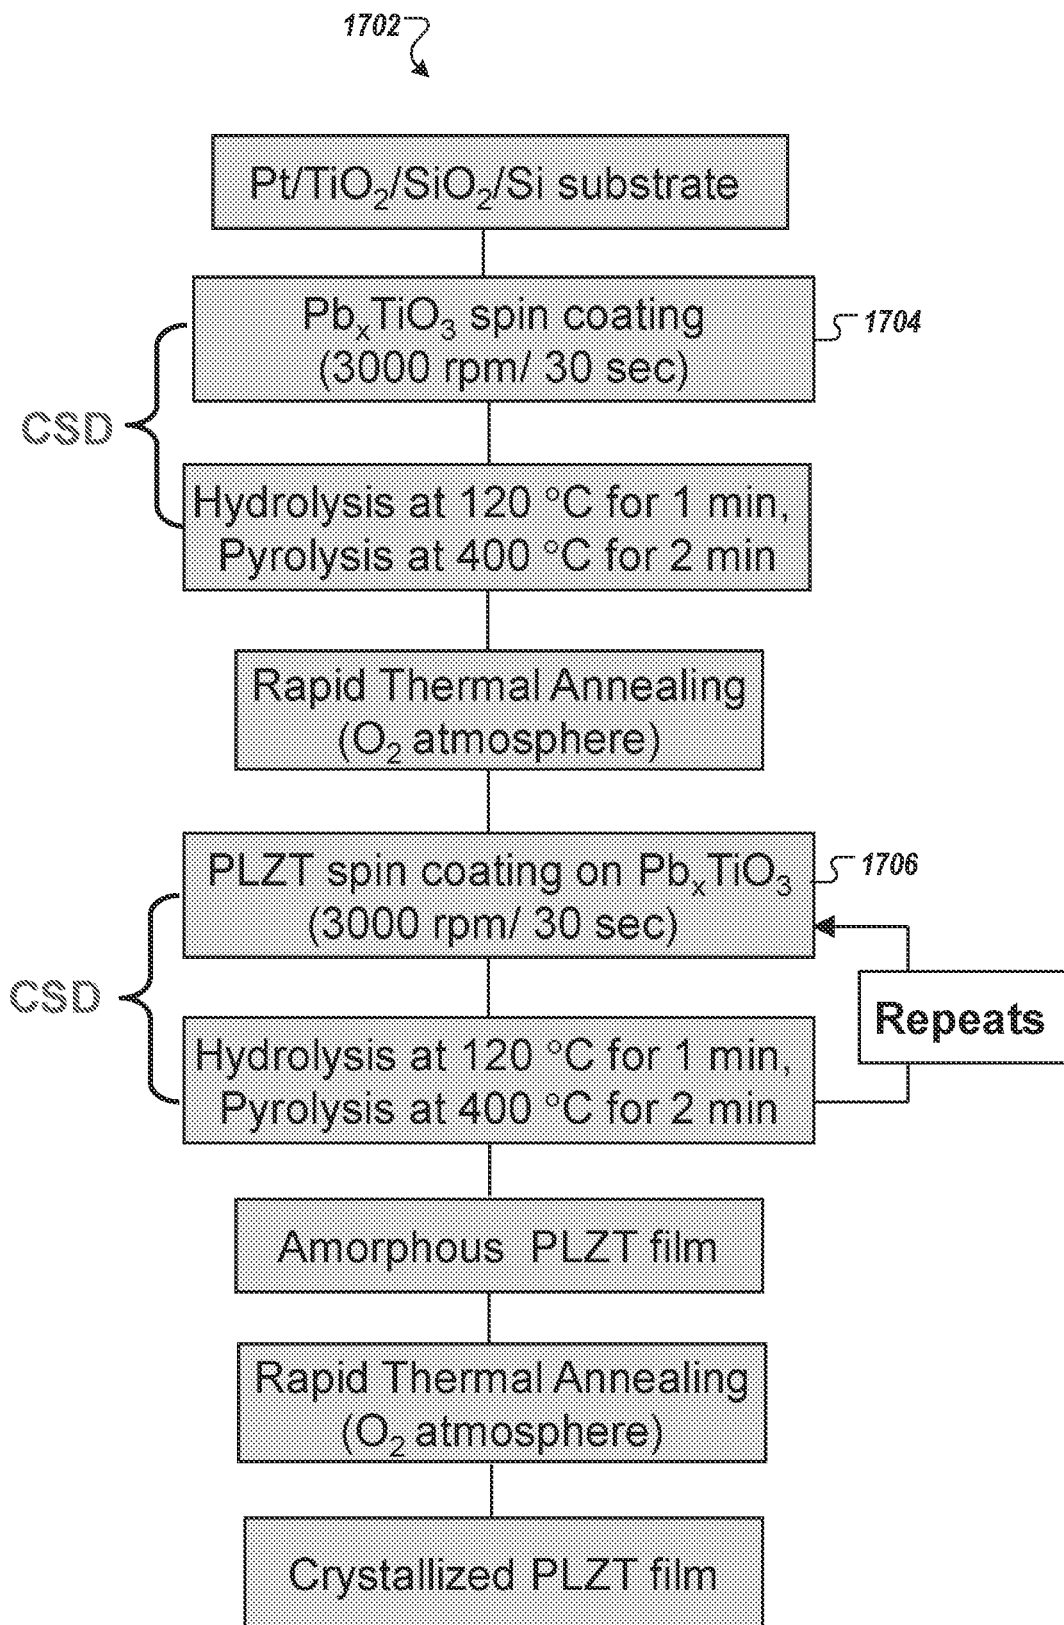 1702
Pt/TiO₂/SiO₂/Si substrate
PbₓTiO₃ spin coating
(3000 rpm/ 30 sec)
1704
CSD
Hydrolysis at 120 °C for 1 min,
Pyrolysis at 400 °C for 2 min
Rapid Thermal Annealing
(O₂ atmosphere)
PLZT spin coating on PbₓTiO₃
(3000 rpm/ 30 sec)
1706
CSD
Repeats
Hydrolysis at 120 °C for 1 min,
Pyrolysis at 400 °C for 2 min
Amorphous PLZT film
Rapid Thermal Annealing
(O₂ atmosphere)
Crystallized PLZT film